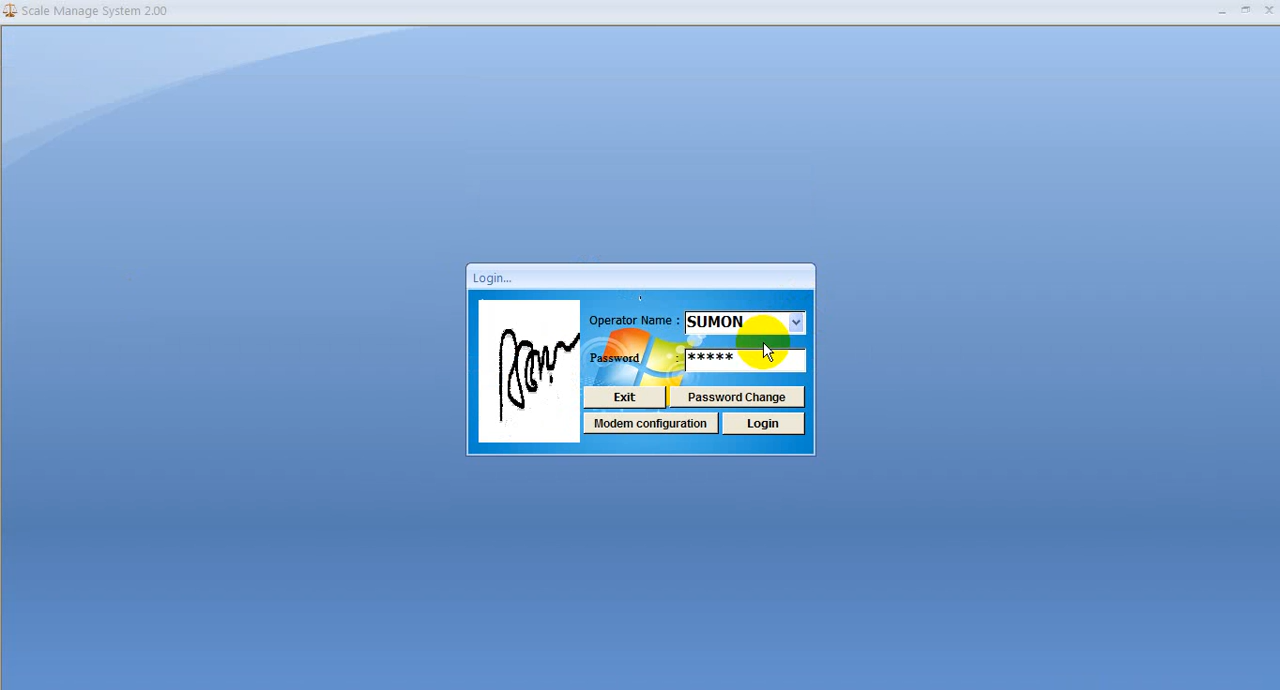 Scale Manage System 2.00
Login...
Operator Name : SUMON
Password : *****
Exit Password Change
Modem configuration Login